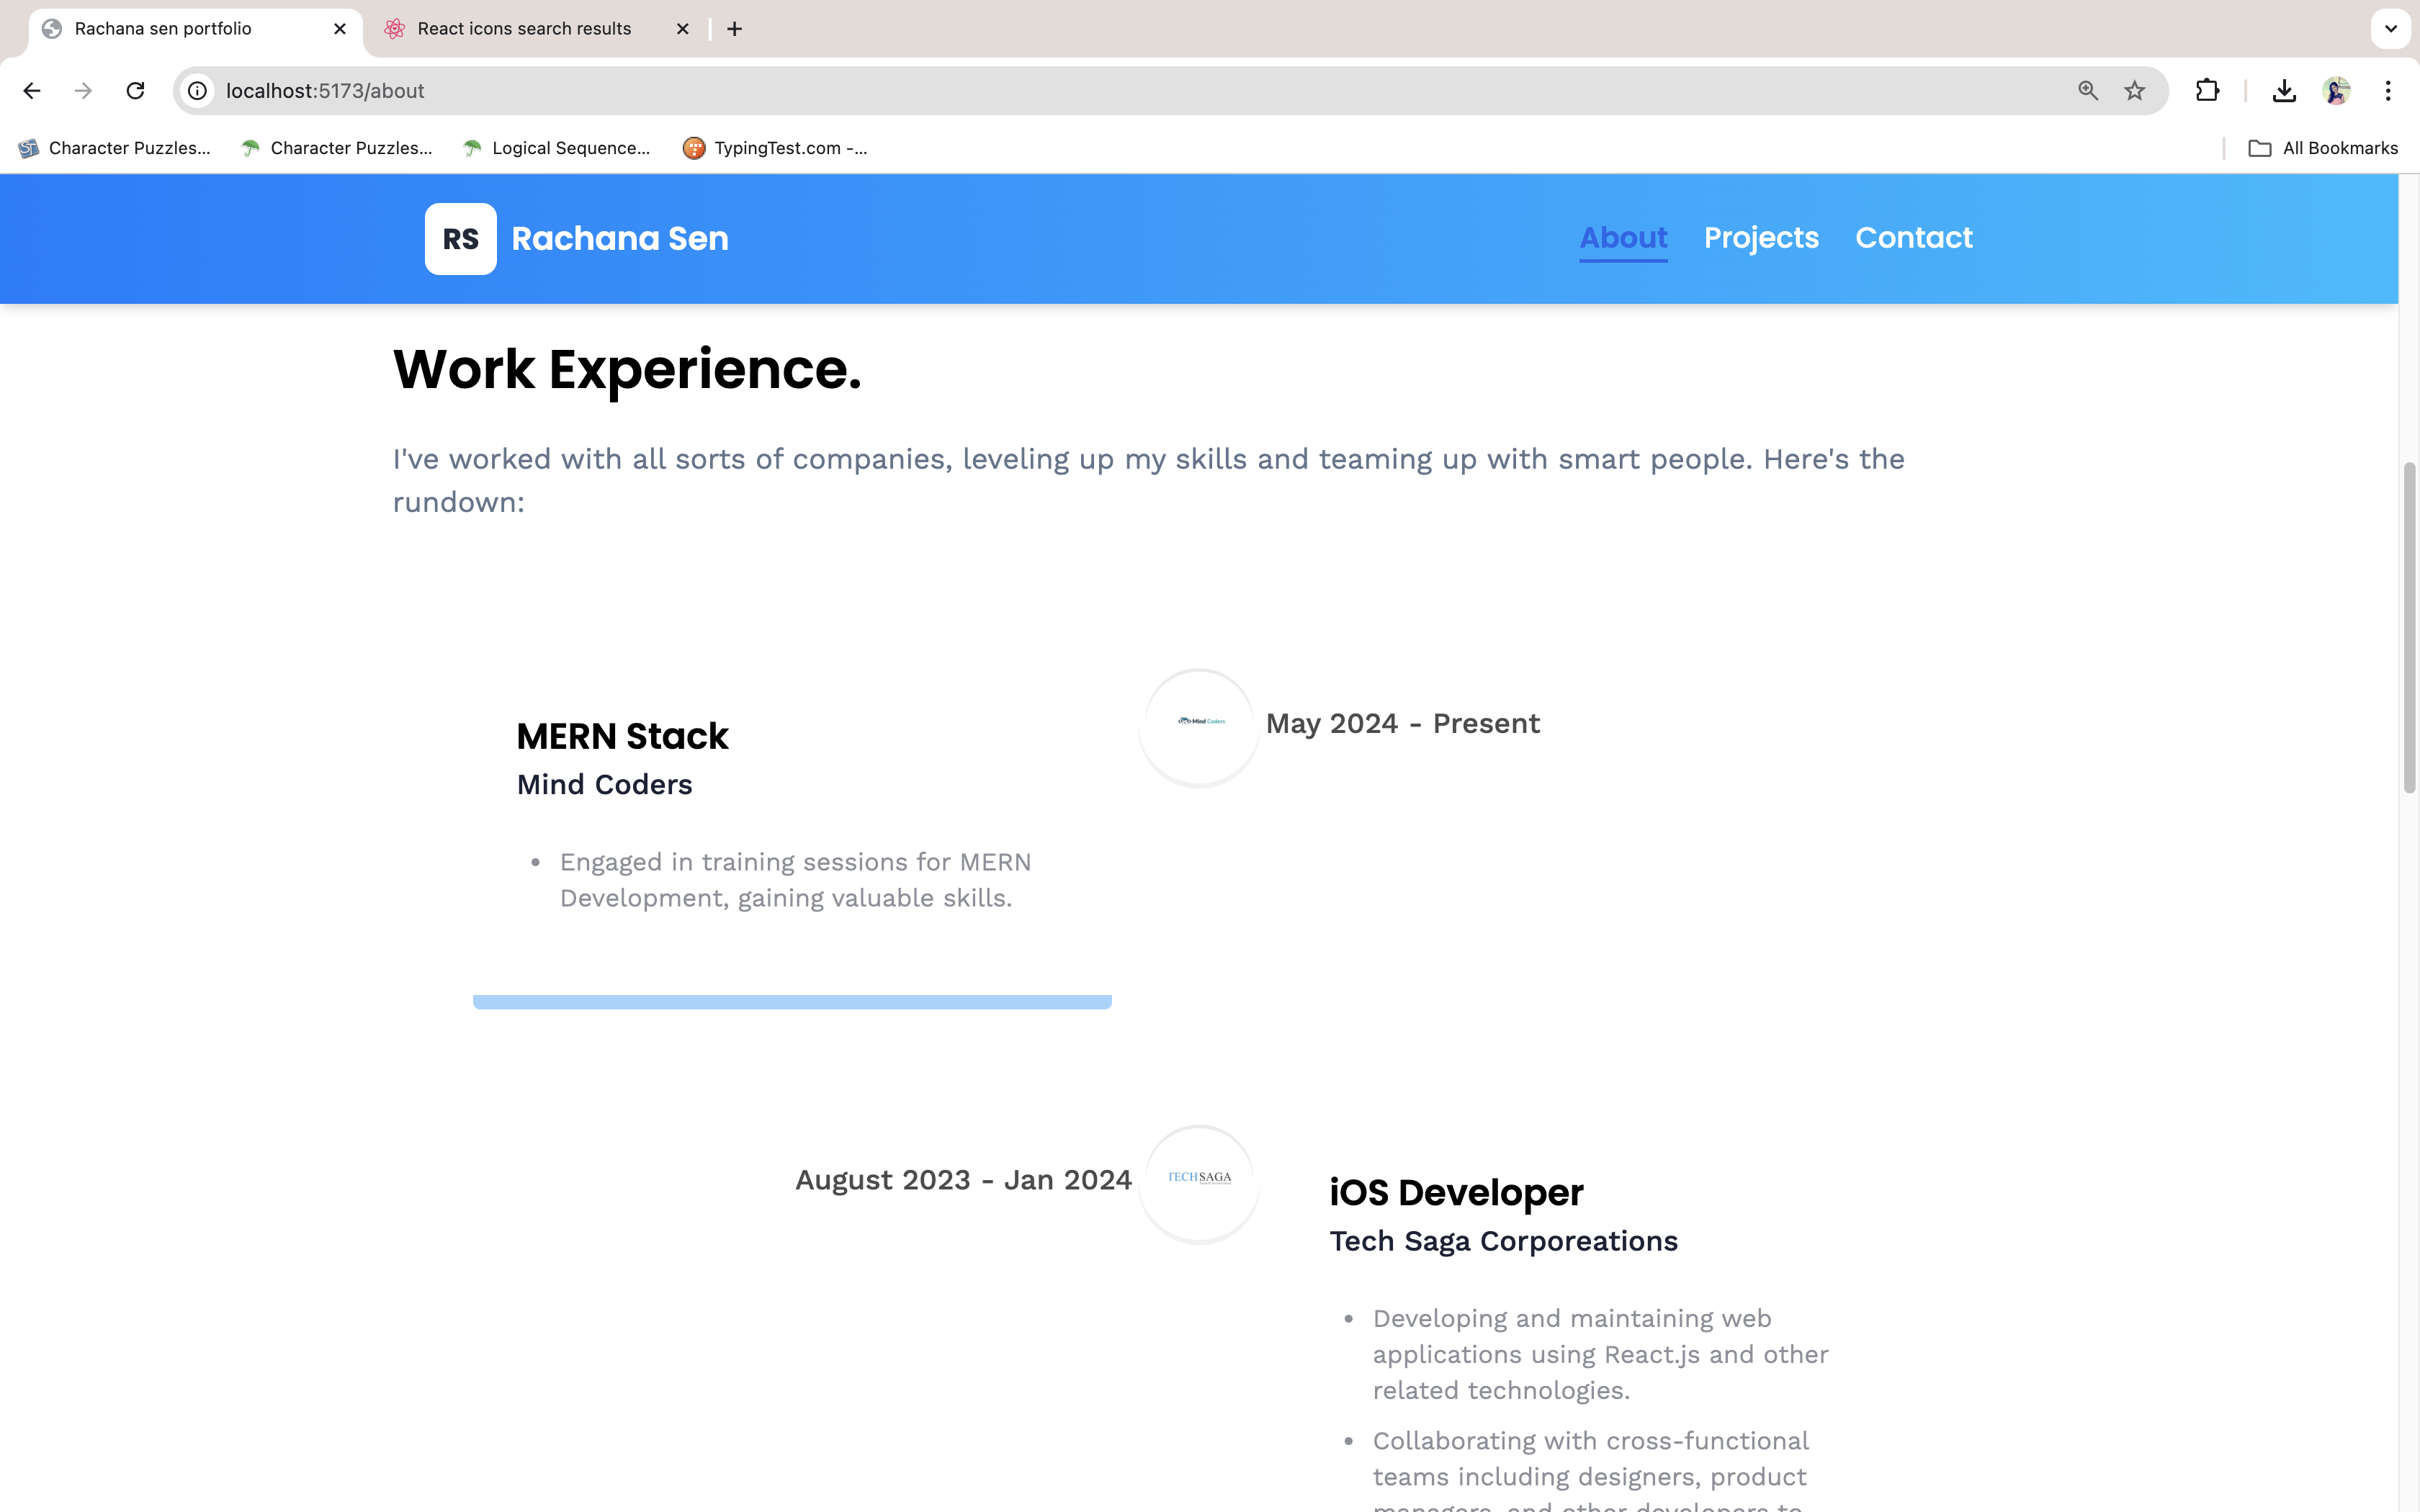 Rachana sen portfolio
React icons search results
localhost:5173/about
Character Puzzles...
Character Puzzles...
Logical Sequence...
TypingTest.com -...
All Bookmarks
RS
Rachana Sen
About
Projects
Contact
Work Experience.
I've worked with all sorts of companies, leveling up my skills and teaming up with smart people. Here's the
rundown:
Mind Coders
May 2024 - Present
MERN Stack
Mind Coders
Engaged in training sessions for MERN
Development, gaining valuable skills.
August 2023 - Jan 2024
TECHSAGA
iOS Developer
Tech Saga Corporeations
Developing and maintaining web
applications using React.js and other
related technologies.
Collaborating with cross-functional
teams including designers, product
managers, and other developers to